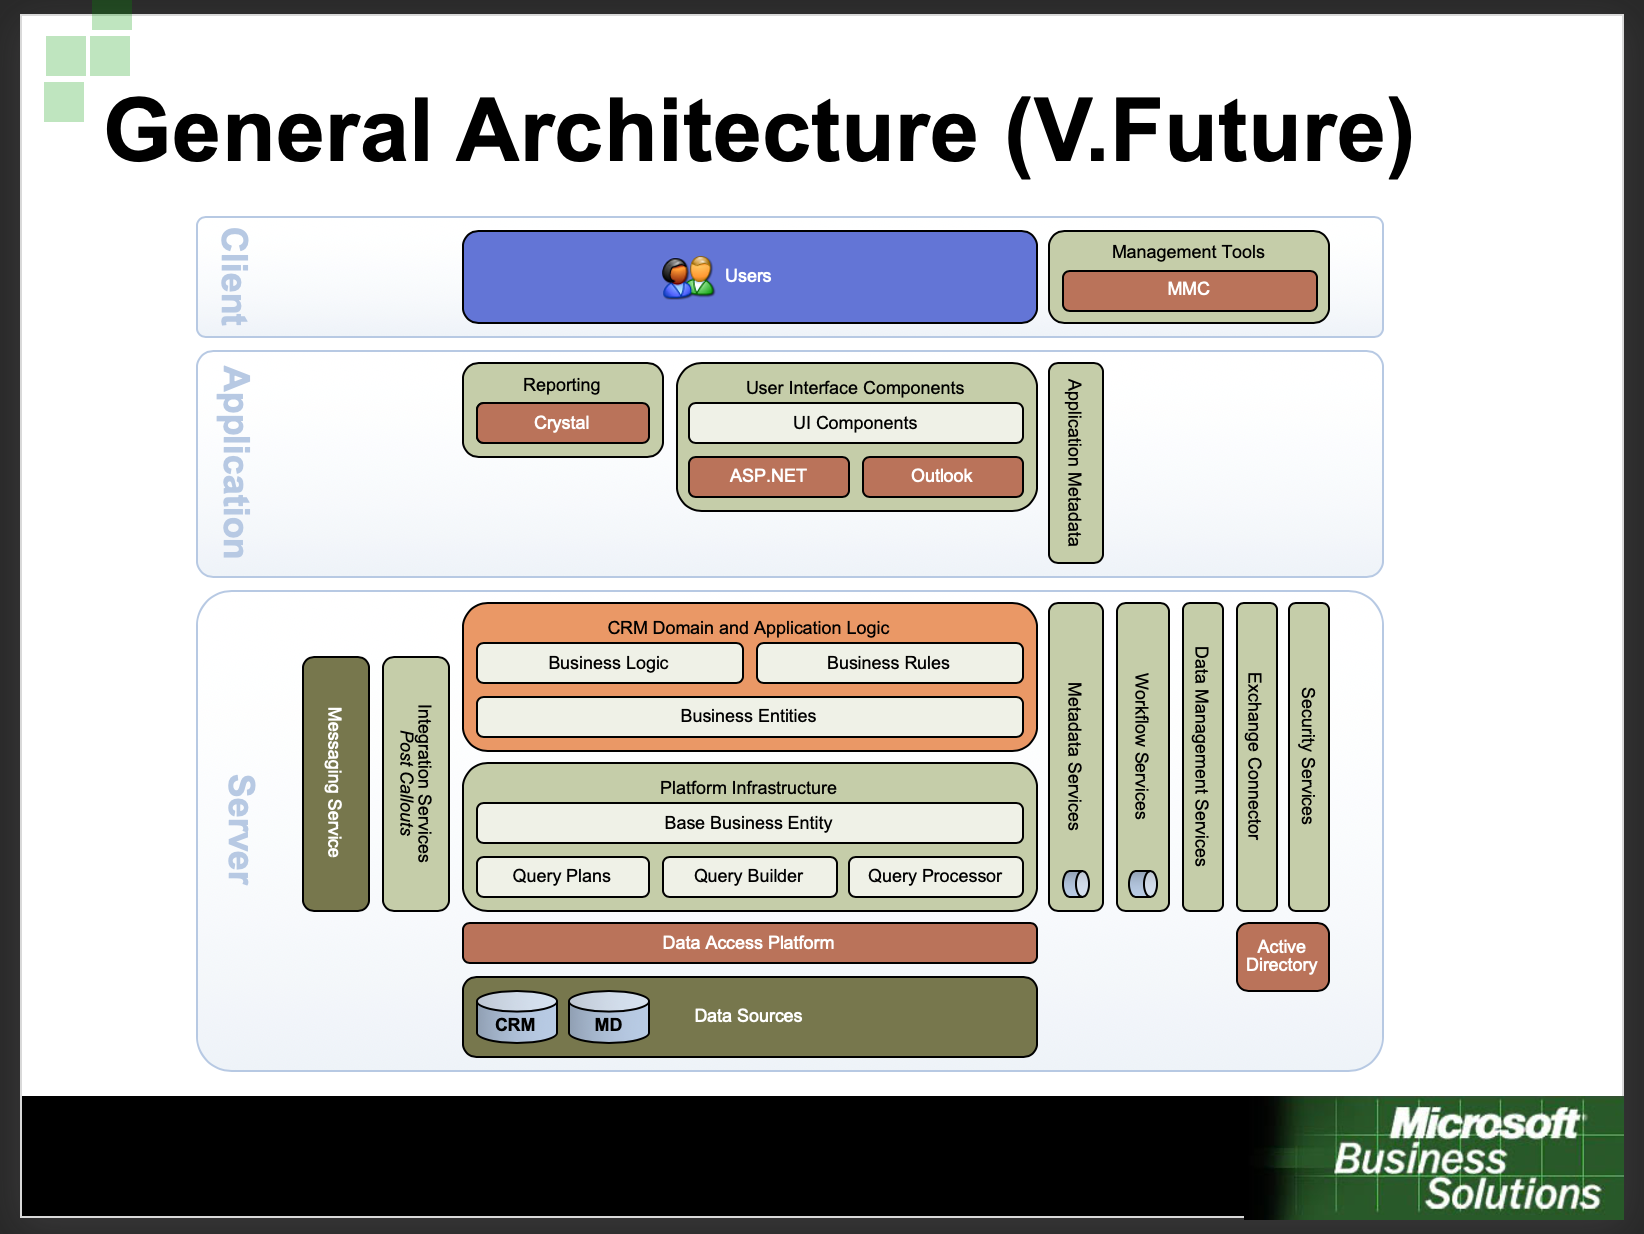 General Architecture (V.Future)
Client
Users
Management Tools
MMC
Application
Reporting
Crystal
User Interface Components
UI Components
ASP.NET
Outlook
Application Metadata
Server
Messaging Service
Integration Services
Post Callouts
CRM Domain and Application Logic
Business Logic
Business Rules
Business Entities
Platform Infrastructure
Base Business Entity
Query Plans
Query Builder
Query Processor
Metadata Services
Workflow Services
Data Management Services
Exchange Connector
Security Services
Data Access Platform
Active
Directory
CRM
MD
Data Sources
Microsoft
Business
Solutions